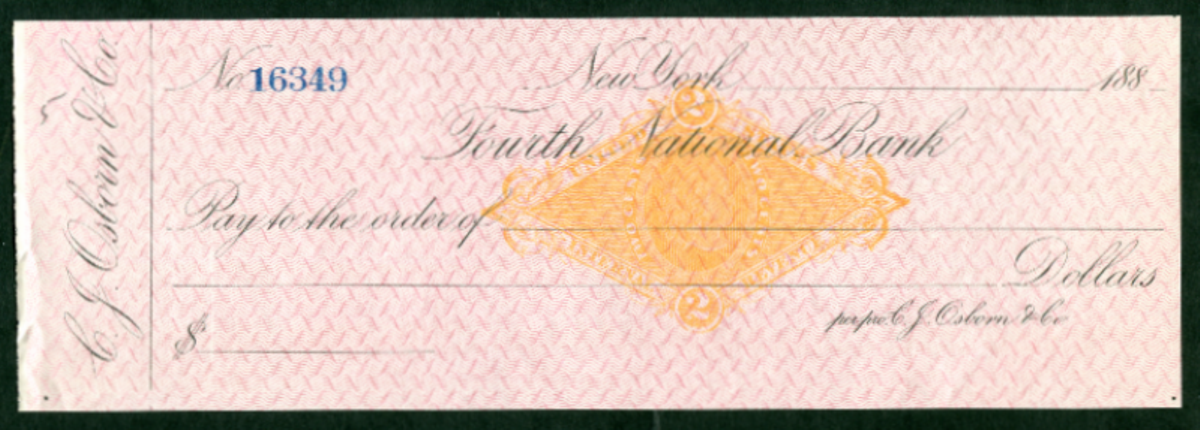 C. J. Osborn & Co.
No 16349 New York 188
2
Fourth National Bank
Pay to the order of
Dollars
2
per pro C. J. Osborn & Co
$